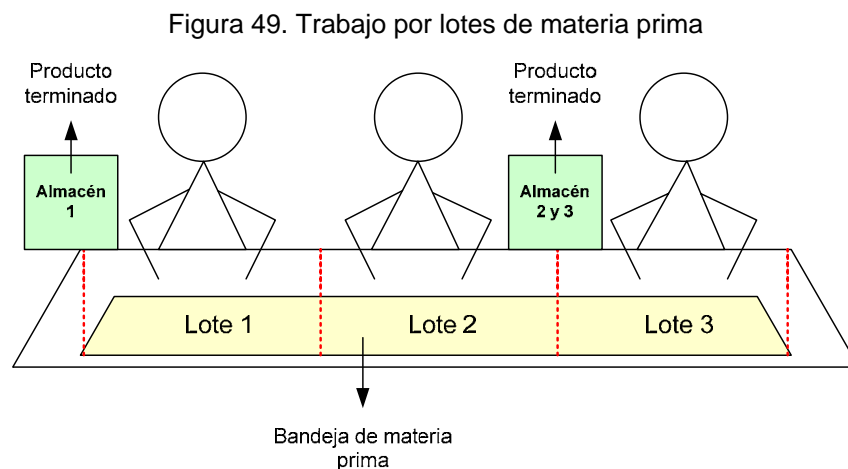 Figura 49. Trabajo por lotes de materia prima
Producto
terminado
Producto
terminado
Almacén
1
Almacén
2 y 3
Lote 1
Lote 2
Lote 3
Bandeja de materia
prima